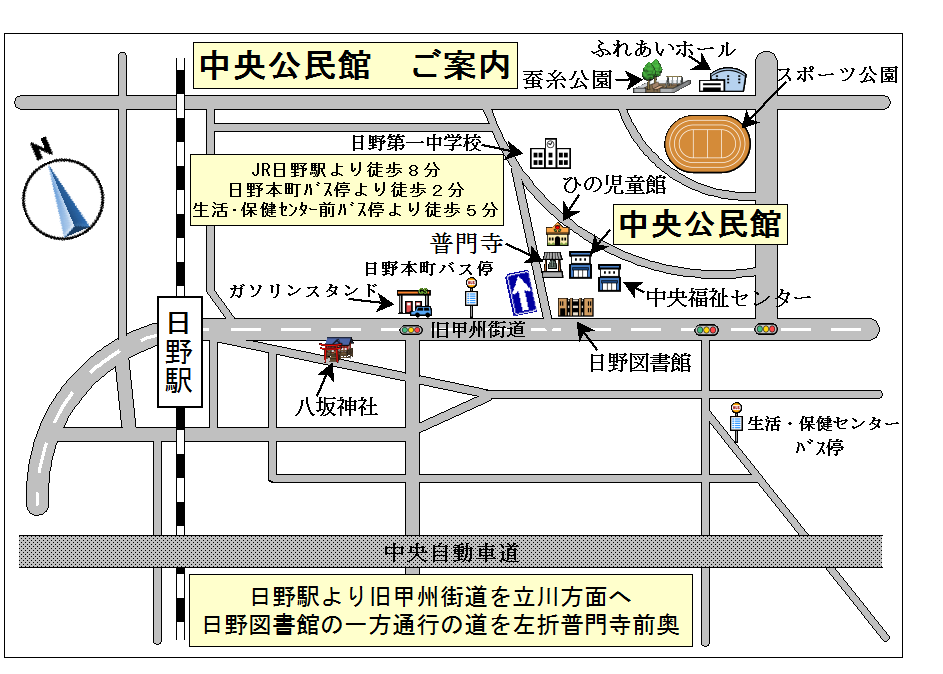 中央公民館　ご案内
ふれあいホール
蚕糸公園
スポーツ公園
N
日野第一中学校
JR日野駅より徒歩８分
日野本町ﾊﾞｽ停より徒歩２分
生活・保健ｾﾝﾀｰ前ﾊﾞｽ停より徒歩５分
ひの児童館
中央公民館
普門寺
日野本町バス停
ガソリンスタンド
中央福祉センター
日野駅
旧甲州街道
日野図書館
八坂神社
生活・保健センター
ﾊﾞｽ停
中央自動車道
日野駅より旧甲州街道を立川方面へ
日野図書館の一方通行の道を左折普門寺前奥